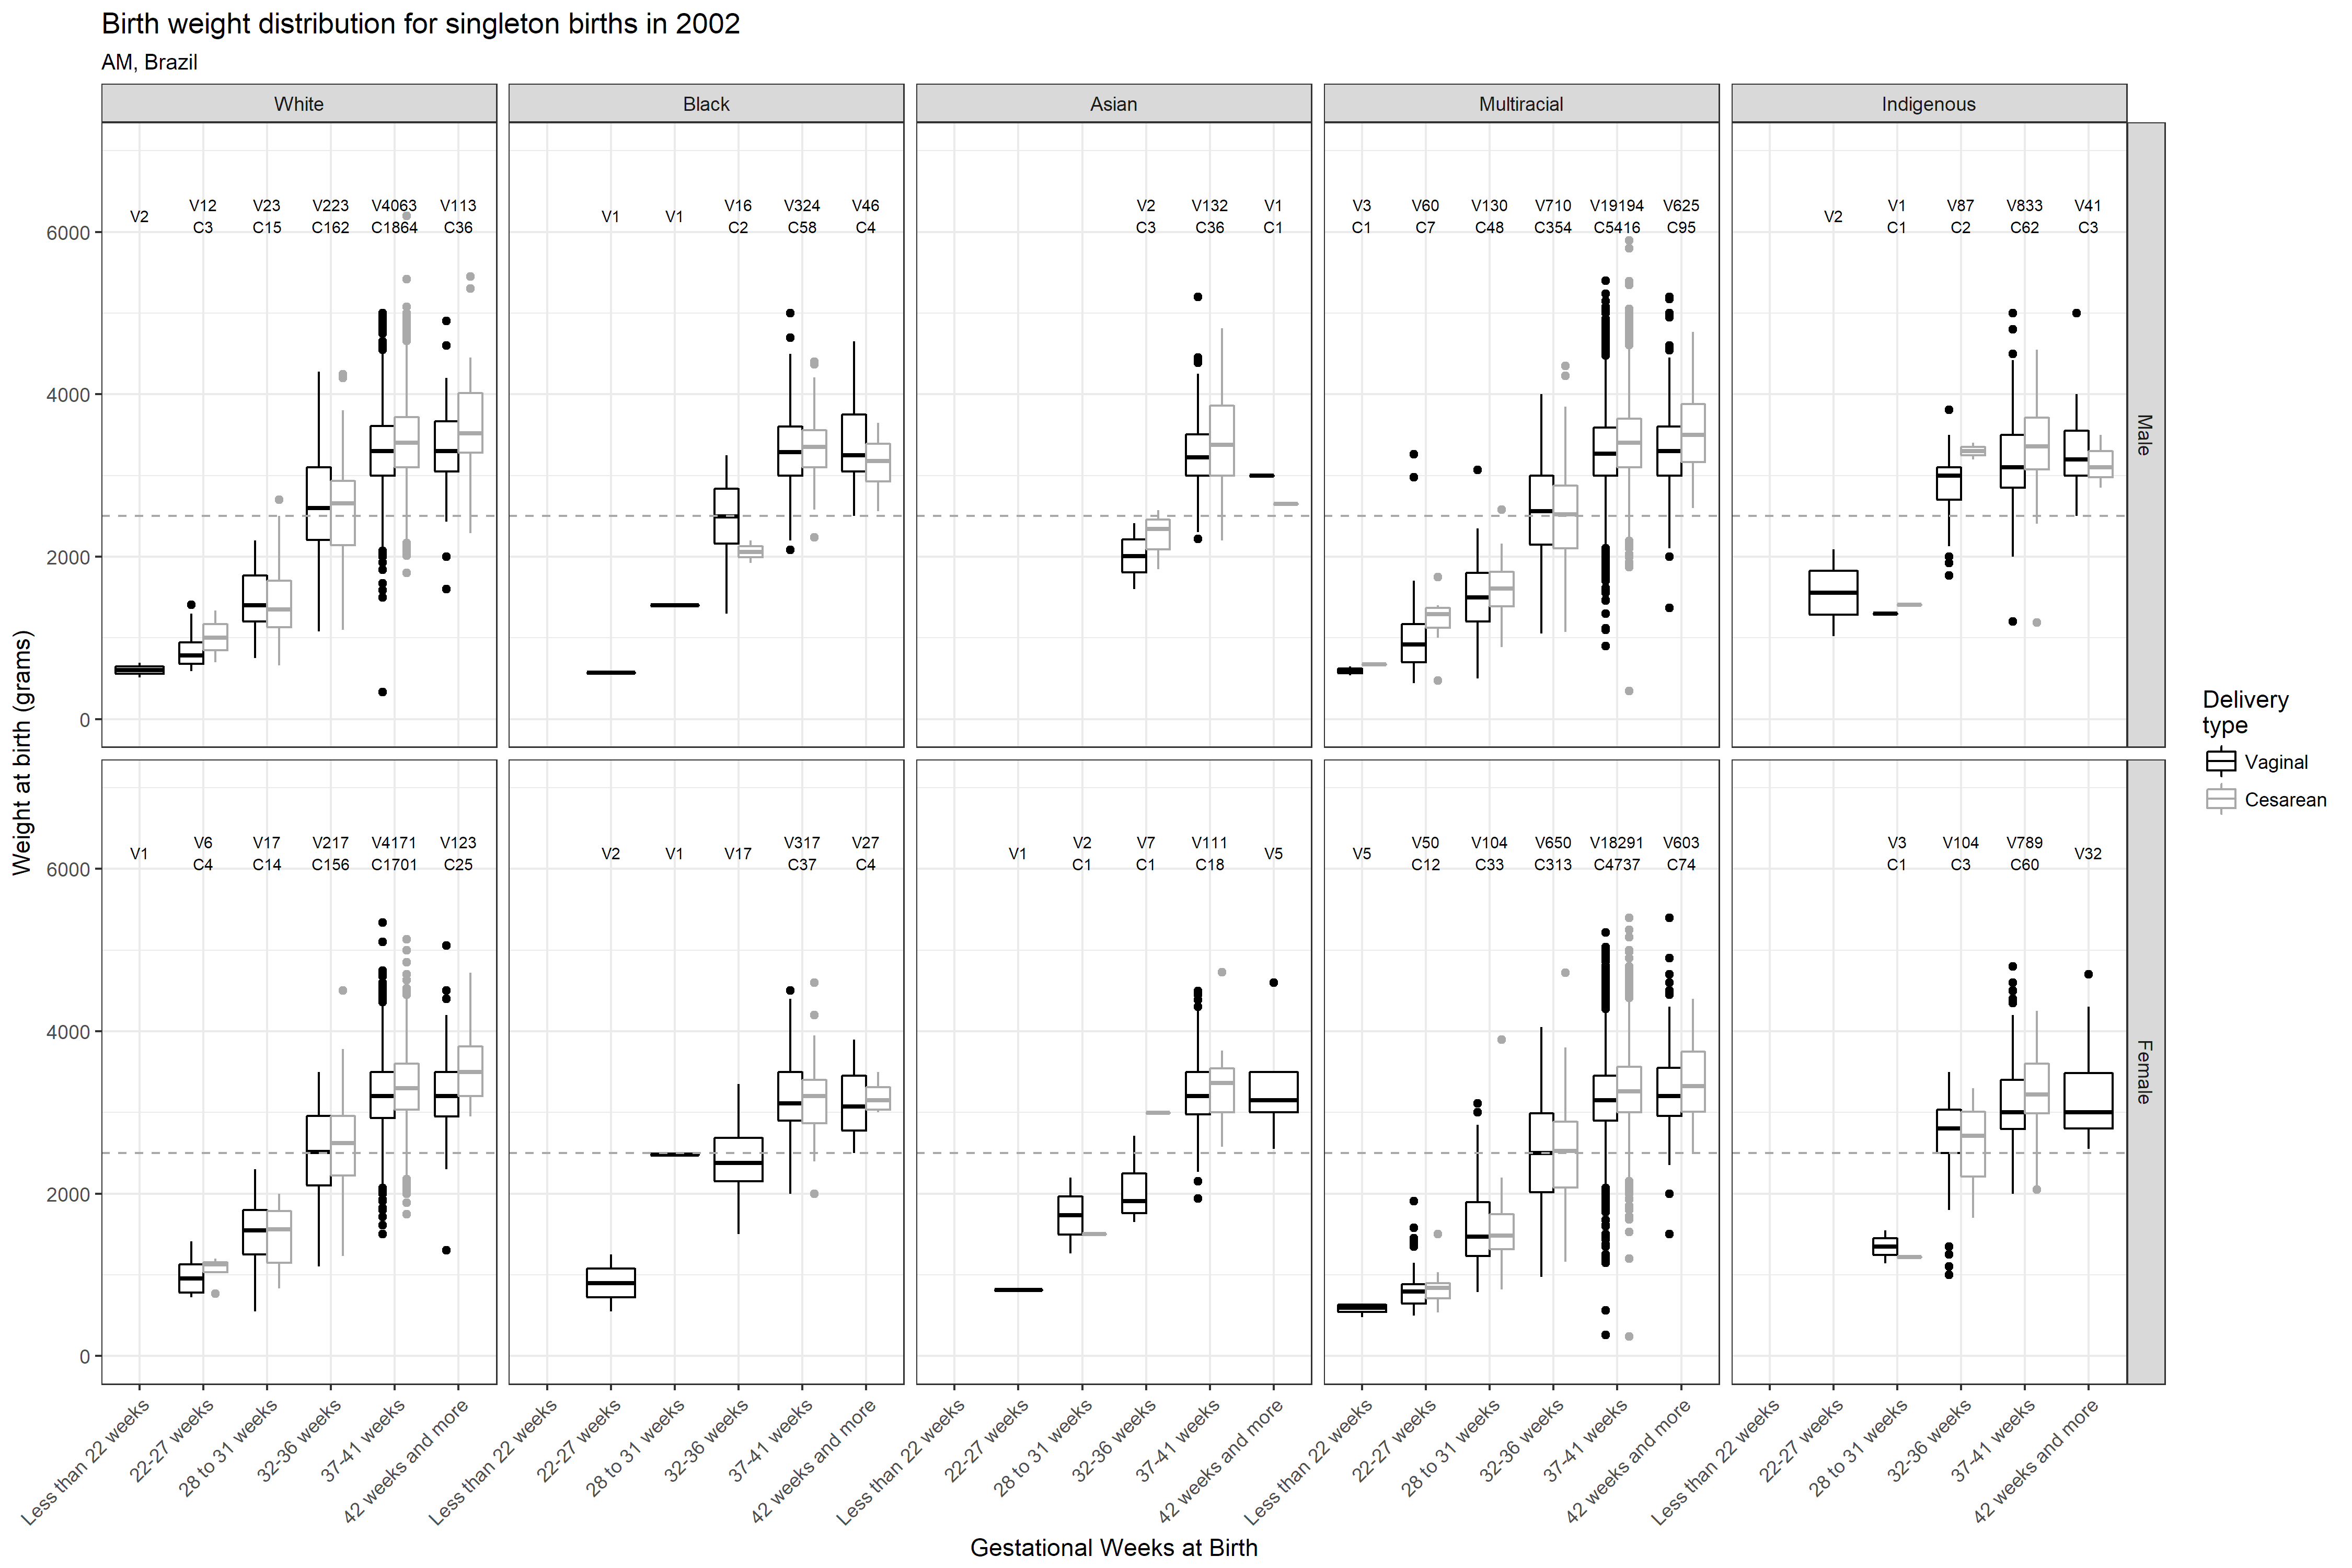 Birth weight distribution for singleton births in 2002
AM, Brazil
White Black Asian Multiracial Indigenous
Male
V2 V12 V23 V223 V4063 V113
C3 C15 C162 C1864 C36
V1 V1 V16 V324 V46
C2 C58 C4
V2 V132 V1
C3 C36 C1
V3 V60 V130 V710 V19194 V625
C1 C7 C48 C354 C5416 C95
V2 V1 V87 V833 V41
C1 C2 C62 C3
6000
4000
2000
0
Female
V1 V6 V17 V217 V4171 V123
C4 C14 C156 C1701 C25
V2 V1 V17 V317 V27
C37 C4
V1 V2 V7 V111 V5
C1 C1 C18
V5 V50 V104 V650 V18291 V603
C12 C33 C313 C4737 C74
V3 V104 V789 V32
C1 C3 C60
6000
4000
2000
0
Weight at birth (grams)
Less than 22 weeks
22-27 weeks
28 to 31 weeks
32-36 weeks
37-41 weeks
42 weeks and more
Less than 22 weeks
22-27 weeks
28 to 31 weeks
32-36 weeks
37-41 weeks
42 weeks and more
Less than 22 weeks
22-27 weeks
28 to 31 weeks
32-36 weeks
37-41 weeks
42 weeks and more
Less than 22 weeks
22-27 weeks
28 to 31 weeks
32-36 weeks
37-41 weeks
42 weeks and more
Less than 22 weeks
22-27 weeks
28 to 31 weeks
32-36 weeks
37-41 weeks
42 weeks and more
Gestational Weeks at Birth
Delivery
type
Vaginal
Cesarean